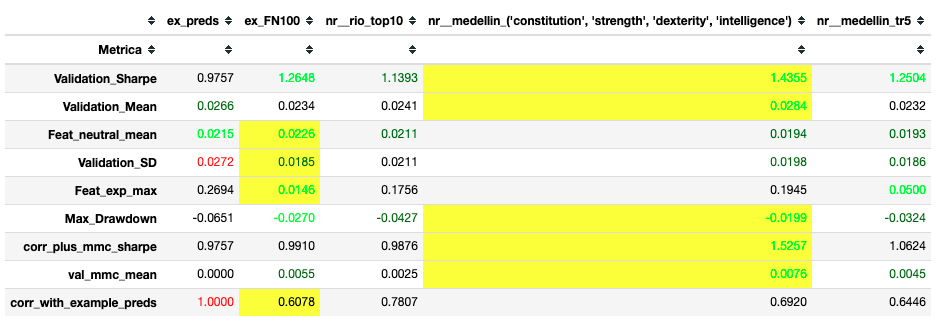 ex_preds ex_FN100 nr__rio_top10 nr__medellin_('constitution', 'strength', 'dexterity', 'intelligence') nr__medellin_tr5
Metrica
Validation_Sharpe 0.9757 1.2648 1.1393 1.4355 1.2504
Validation_Mean 0.0266 0.0234 0.0241 0.0284 0.0232
Feat_neutral_mean 0.0215 0.0226 0.0211 0.0194 0.0193
Validation_SD 0.0272 0.0185 0.0211 0.0198 0.0186
Feat_exp_max 0.2694 0.0146 0.1756 0.1945 0.0500
Max_Drawdown -0.0651 -0.0270 -0.0427 -0.0199 -0.0324
corr_plus_mmc_sharpe 0.9757 0.9910 0.9876 1.5257 1.0624
val_mmc_mean 0.0000 0.0055 0.0025 0.0076 0.0045
corr_with_example_preds 1.0000 0.6078 0.7807 0.6920 0.6446